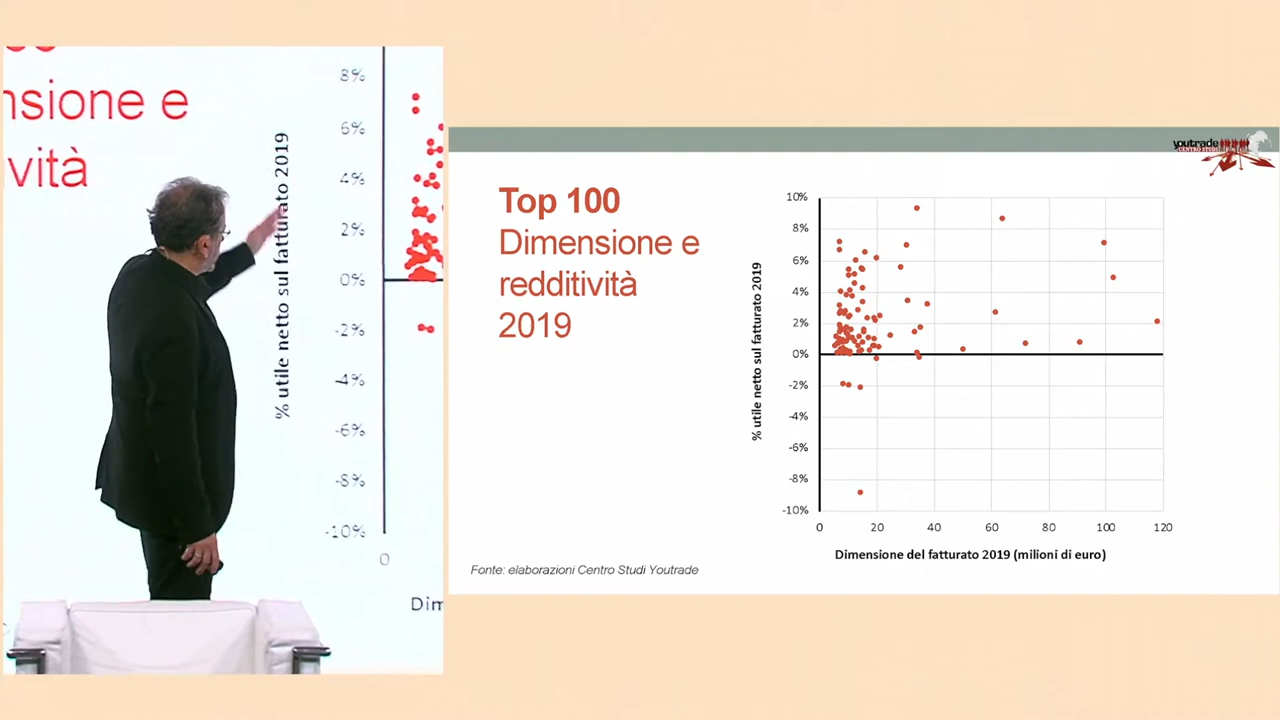 nsione e
vità
8%
6%
4%
2%
0%
-2%
-4%
-6%
-8%
-10%
0
% utile netto sul fatturato 2019
Dim
youtrade
CENTRO STUDI
Top 100
Dimensione e
redditività
2019
% utile netto sul fatturato 2019
10%
8%
6%
4%
2%
0%
-2%
-4%
-6%
-8%
-10%
0 20 40 60 80 100 120
Dimensione del fatturato 2019 (milioni di euro)
Fonte: elaborazioni Centro Studi Youtrade